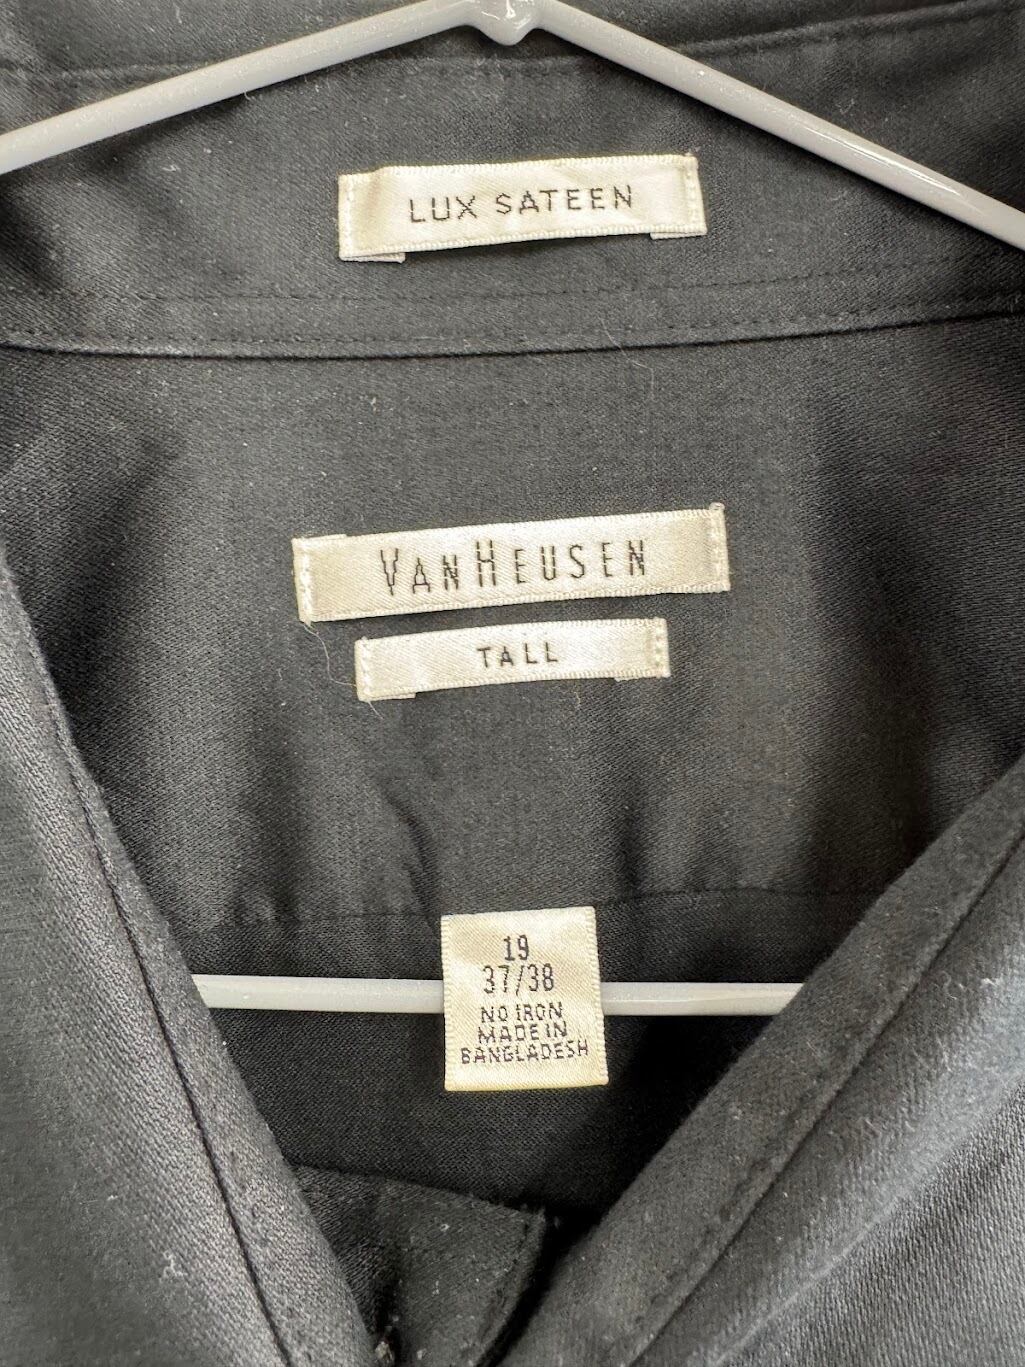 LUX SATEEN
VANHEUSEN
TALL
19
37/38
NO IRON
MADE IN
BANGLADESH